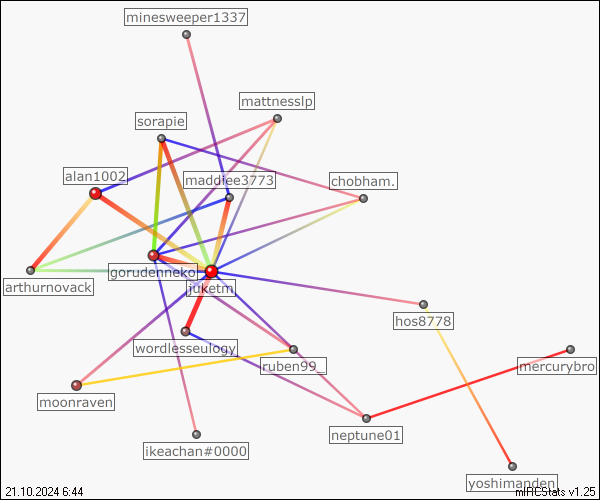 minesweeper1337
mattnesslp
sorapie
alan1002
maddiee3773
chobham.
gorudenneko
arthurnovack
juketm
hos8778
wordlesseulogy
ruben99_
mercurybro
moonraven
neptune01
ikeachan#0000
yoshimanden
21.10.2024 6:44
mIRCStats v1.25